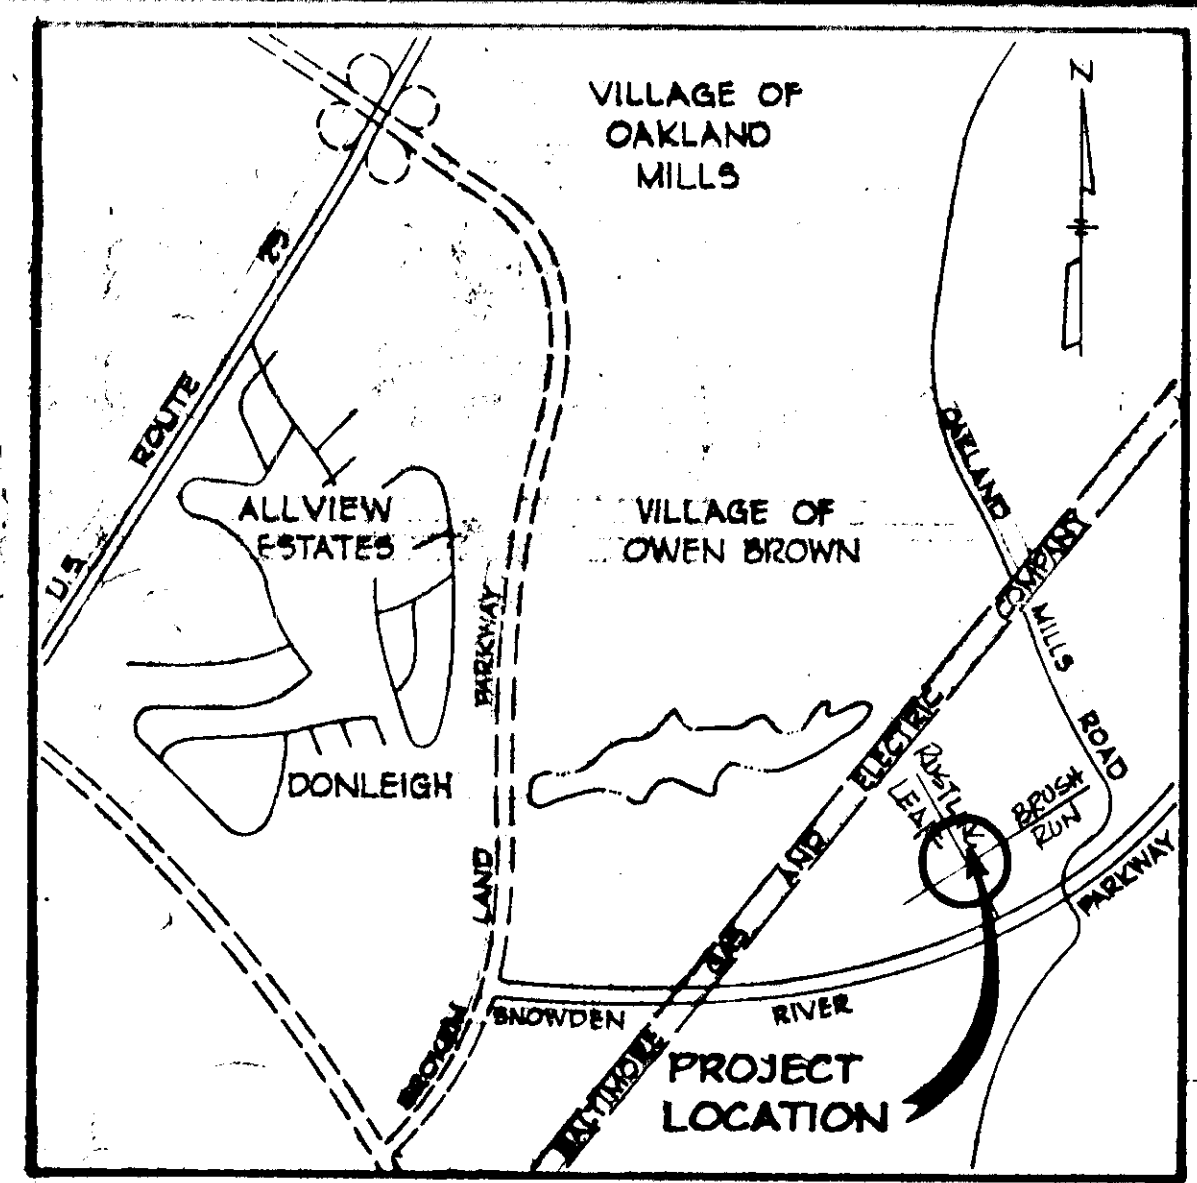 VILLAGE OF
OAKLAND
MILLS
N
U.S. ROUTE 29
ALLVIEW
ESTATES
VILLAGE OF
OWEN BROWN
OAKLAND MILLS ROAD
DONLEIGH
BROKEN LAND PARKWAY
BALTIMORE GAS AND ELECTRIC COMPANY
LEAF
BRUSH
RUN
SNOWDEN RIVER PARKWAY
PROJECT
LOCATION